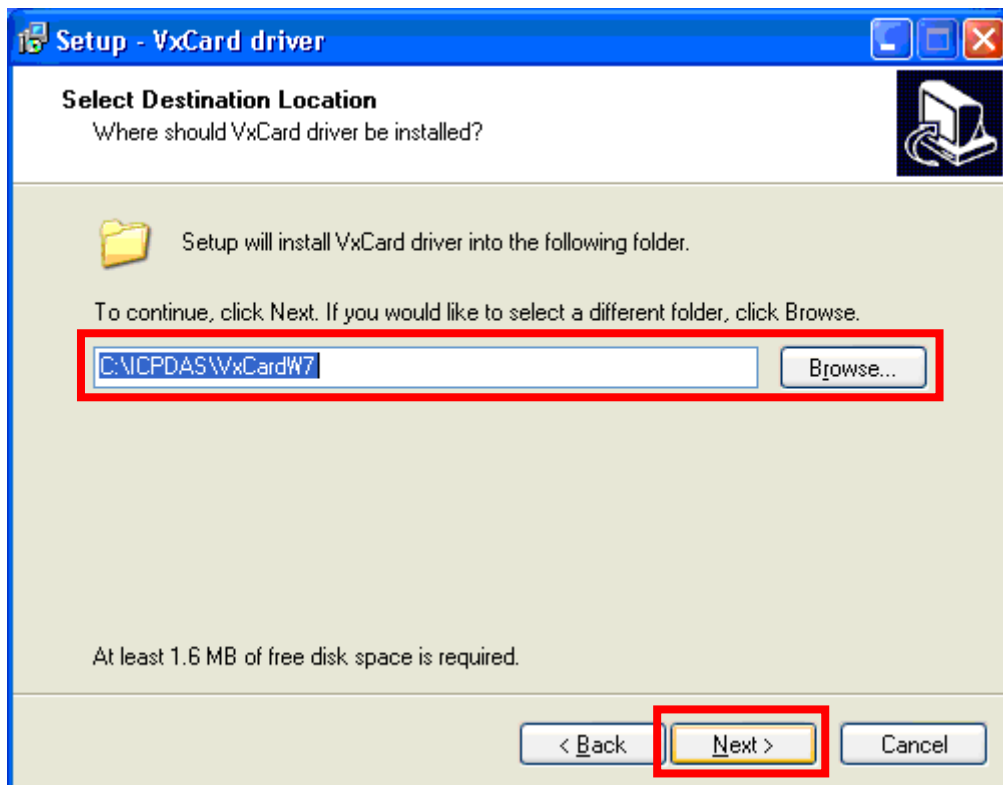 Setup - VxCard driver
Select Destination Location
Where should VxCard driver be installed?
Setup will install VxCard driver into the following folder.
To continue, click Next. If you would like to select a different folder, click Browse.
C:\ICPDAS\VxCardW7
Browse...
At least 1.6 MB of free disk space is required.
< Back
Next >
Cancel